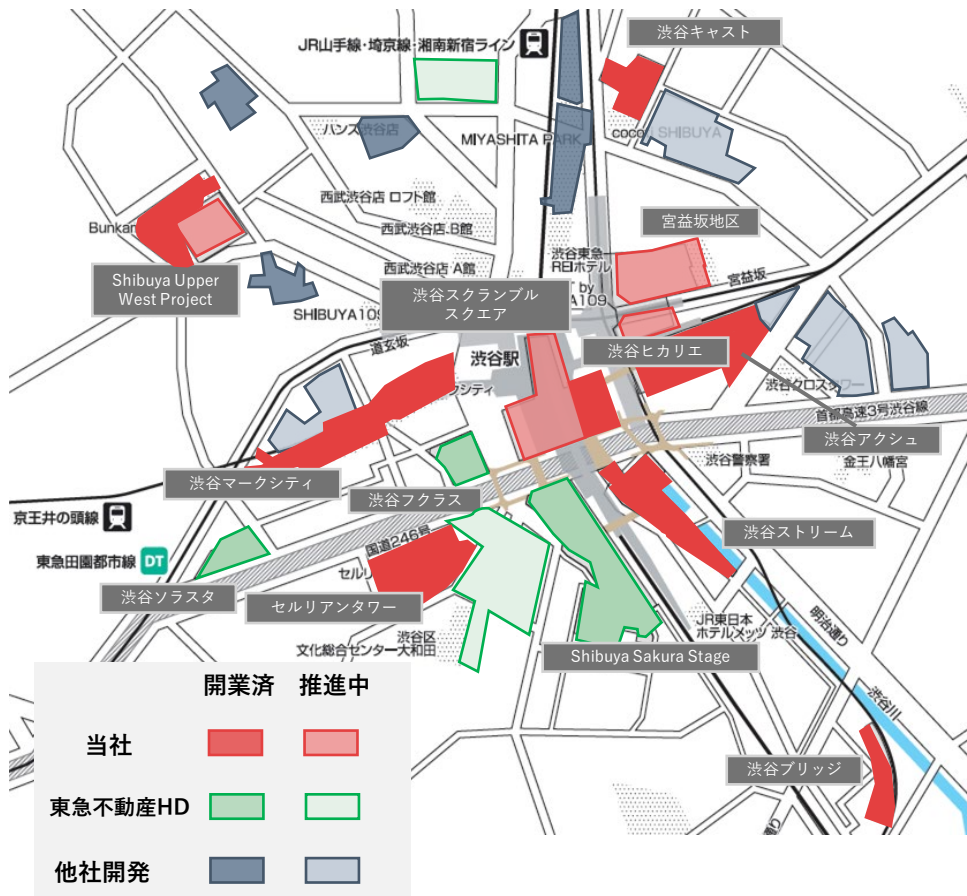 渋谷キャスト
JR山手線・埼京線・湘南新宿ライン
ハンズ渋谷店
MIYASHITA PARK
coco SHIBUYA
西武渋谷店 ロフト館
西武渋谷店 B館
西武渋谷店 A館
Bunkam
宮益坂地区
渋谷東急
REIホテル
宮益坂
by
A109
Shibuya Upper
West Project
渋谷スクランブル
スクエア
SHIBUYA109
道玄坂
渋谷駅
渋谷ヒカリエ
クシティ
渋谷クロスタワー
首都高速3号渋谷線
渋谷アクシュ
渋谷警察署
金王八幡宮
渋谷マークシティ
渋谷フクラス
京王井の頭線
国道246号
渋谷ストリーム
東急田園都市線 DT
セルリ
渋谷ソラスタ
セルリアンタワー
明治通り
JR東日本
ホテルメッツ 渋谷
渋谷区
文化総合センター大和田
Shibuya Sakura Stage
渋谷川
渋谷ブリッジ
開業済 推進中
当社
東急不動産HD
他社開発